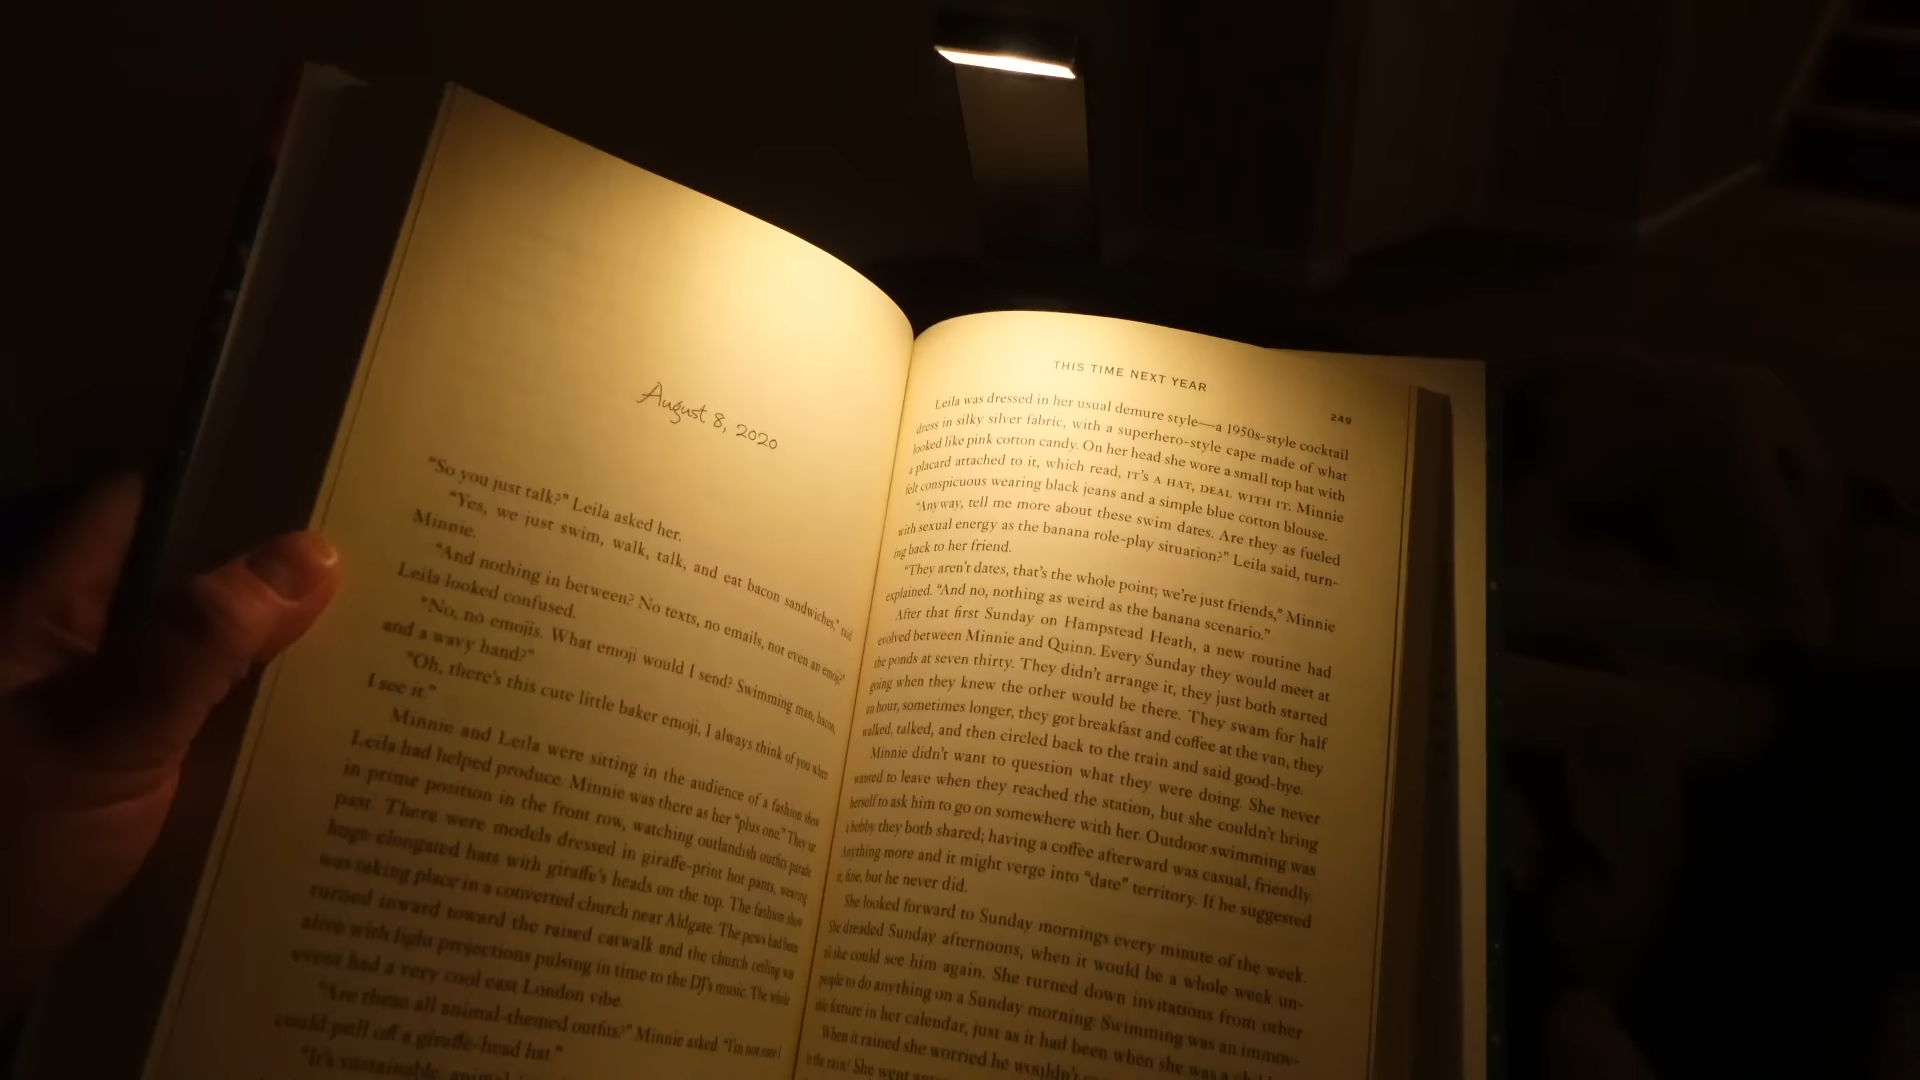 August 8, 2020
“So you just talk?” Leila asked her.
“Yes, we just swim, walk, talk, and eat bacon sandwiches,” said
Minnie.
“And nothing in between? No texts, no emails, not even an emoji?”
Leila looked confused.
“No, no emojis. What emoji would I send? Swimming man, bacon,
and a wavy hand?”
“Oh, there’s this cute little baker emoji, I always think of you when
I see it.”
Minnie and Leila were sitting in the audience of a fashion show
Leila had helped produce. Minnie was there as her “plus one.” They sat
in prime position in the front row, watching outlandish outfits parade
past. There were models dressed in giraffe-print hot pants, wearing
huge elongated hats with giraffe’s heads on the top. The fashion show
was taking place in a converted church near Aldgate. The pews had been
turned inward toward the raised catwalk and the church ceiling was
alive with light projections pulsing in time to the DJ’s music. The whole
event had a very cool east London vibe.
“Are these all animal-themed outfits?” Minnie asked. “I’m not sure I
could pull off a giraffe-head hat.”
“It’s sustainable,
THIS TIME NEXT YEAR
249
Leila was dressed in her usual demure style—a 1950s-style cocktail
dress in silky silver fabric, with a superhero-style cape made of what
looked like pink cotton candy. On her head she wore a small top hat with
a placard attached to it, which read, IT’S A HAT, DEAL WITH IT. Minnie
felt conspicuous wearing black jeans and a simple blue cotton blouse.
“Anyway, tell me more about these swim dates. Are they as fueled
with sexual energy as the banana role-play situation?” Leila said, turn-
ing back to her friend.
“They aren’t dates, that’s the whole point; we’re just friends,” Minnie
explained. “And no, nothing as weird as the banana scenario.”
After that first Sunday on Hampstead Heath, a new routine had
evolved between Minnie and Quinn. Every Sunday they would meet at
the ponds at seven thirty. They didn’t arrange it, they just both started
going when they knew the other would be there. They swam for half
an hour, sometimes longer, they got breakfast and coffee at the van, they
walked, talked, and then circled back to the train and said good-bye.
Minnie didn’t want to question what they were doing. She never
wanted to leave when they reached the station, but she couldn’t bring
herself to ask him to go on somewhere with her. Outdoor swimming was
a hobby they both shared; having a coffee afterward was casual, friendly.
Anything more and it might verge into “date” territory. If he suggested
it, fine, but he never did.
She looked forward to Sunday mornings every minute of the week.
She dreaded Sunday afternoons, when it would be a whole week un-
til she could see him again. She turned down invitations from other
people to do anything on a Sunday morning. Swimming was an immov-
able fixture in her calendar, just as it had been when she was a
When it rained she worried he wouldn’t
in the rain? She went